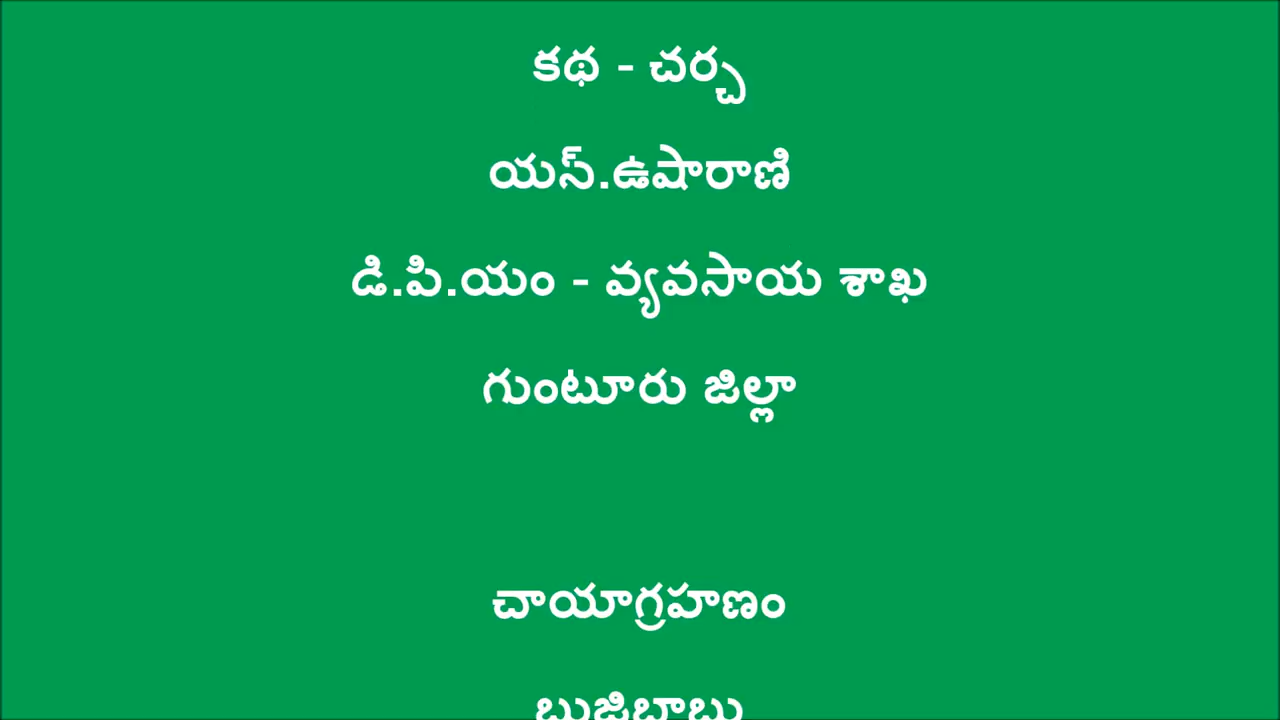 కథ - చర్చ
యస్.ఉషారాణి
డి.పి.యం - వ్యవసాయ శాఖ
గుంటూరు జిల్లా
చాయాగ్రహణం
బుజిబాబు